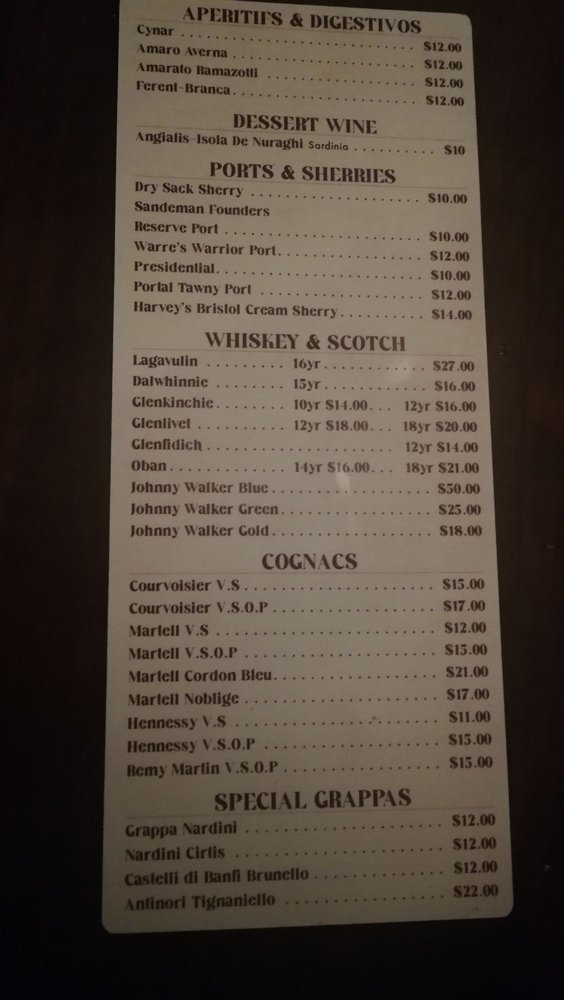 APERITIFS & DIGESTIVOS
Cynar . . . . . . . . . . . . . . . . . . . . . . . . . . $12.00
Amaro Averna . . . . . . . . . . . . . . . . . . . . $12.00
Amarato Ramazotti . . . . . . . . . . . . . . . . $12.00
Ferent-Branca . . . . . . . . . . . . . . . . . . . . $12.00
DESSERT WINE
Angialis-Isola De Nuraghi Sardinia . . . . . . . . . . $10
PORTS & SHERRIES
Dry Sack Sherry . . . . . . . . . . . . . . . . . . . . $10.00
Sandeman Founders
Reserve Port . . . . . . . . . . . . . . . . . . . . . . . $10.00
Warre's Warrior Port. . . . . . . . . . . . . . . . . $12.00
Presidential. . . . . . . . . . . . . . . . . . . . . . . . $10.00
Portal Tawny Port . . . . . . . . . . . . . . . . . . . $12.00
Harvey's Bristol Cream Sherry. . . . . . . . . . $14.00
WHISKEY & SCOTCH
Lagavulin . . . . . . . . . 16yr. . . . . . . . . . . . $27.00
Dalwhinnie . . . . . . . . 15yr. . . . . . . . . . . . $16.00
Glenkinchie. . . . . . . . 10yr $14.00. . . 12yr $16.00
Glenlivet . . . . . . . . . . 12yr $18.00. . . 18yr $20.00
Glenfidich . . . . . . . . . . . . . . . . . . . . . . 12yr $14.00
Oban. . . . . . . . . . . . . 14yr $16.00. . . 18yr $21.00
Johnny Walker Blue. . . . . . . . . . . . . . . . . . $50.00
Johnny Walker Green. . . . . . . . . . . . . . . . . $25.00
Johnny Walker Gold. . . . . . . . . . . . . . . . . . $18.00
COGNACS
Courvoisier V.S . . . . . . . . . . . . . . . . . . . . . $15.00
Courvoisier V.S.O.P . . . . . . . . . . . . . . . . . . $17.00
Martell V.S . . . . . . . . . . . . . . . . . . . . . . . . $12.00
Martell V.S.O.P . . . . . . . . . . . . . . . . . . . . . $15.00
Martell Cordon Bleu. . . . . . . . . . . . . . . . . . $21.00
Martell Noblige . . . . . . . . . . . . . . . . . . . . . $17.00
Hennessy V.S . . . . . . . . . . . . . . . . . . . . . . $11.00
Hennessy V.S.O.P . . . . . . . . . . . . . . . . . . . $15.00
Remy Martin V.S.O.P . . . . . . . . . . . . . . . . . $15.00
SPECIAL GRAPPAS
Grappa Nardini . . . . . . . . . . . . . . . . . . . . . $12.00
Nardini Cirtis . . . . . . . . . . . . . . . . . . . . . . $12.00
Castelli di Banfi Brunello . . . . . . . . . . . . . . $12.00
Antinori Tignaniello . . . . . . . . . . . . . . . . . $22.00